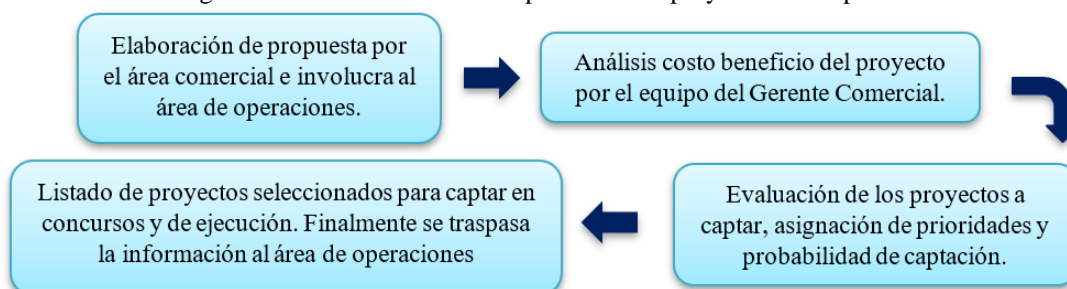 Elaboración de propuesta por
el área comercial e involucra al
área de operaciones.
Análisis costo beneficio del proyecto
por el equipo del Gerente Comercial.
Evaluación de los proyectos a
captar, asignación de prioridades y
probabilidad de captación.
Listado de proyectos seleccionados para captar en
concursos y de ejecución. Finalmente se traspasa
la información al área de operaciones